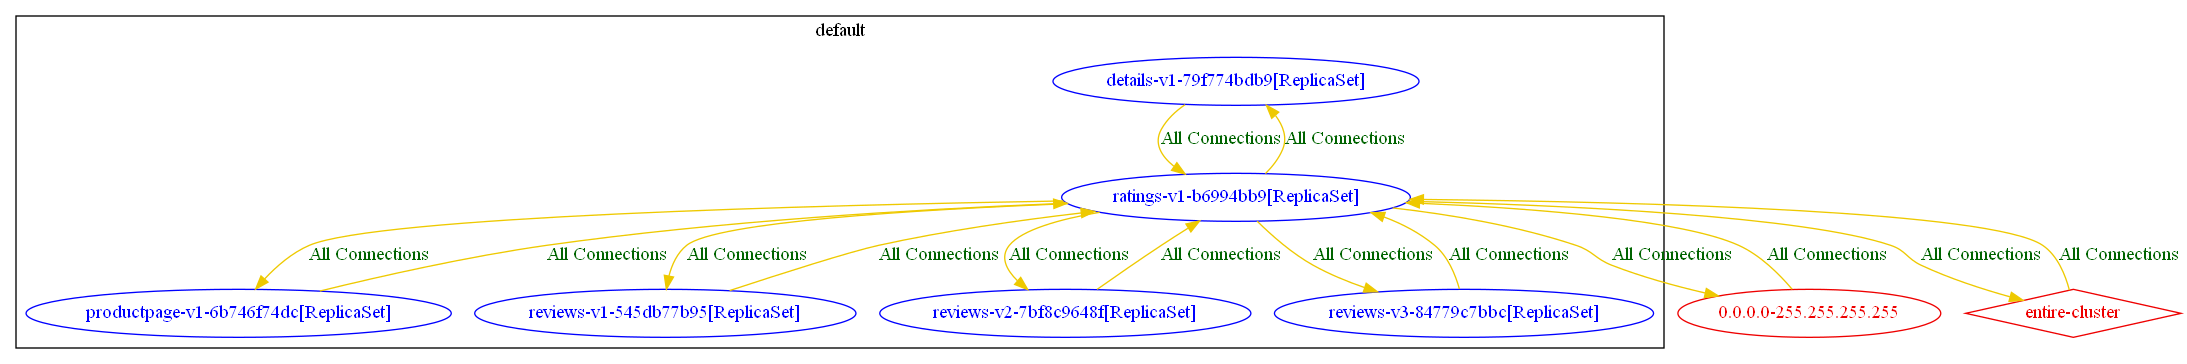 default
details-v1-79f774bdb9[ReplicaSet]
All Connections
All Connections
ratings-v1-b6994bb9[ReplicaSet]
All Connections
All Connections
All Connections
All Connections
All Connections
All Connections
All Connections
All Connections
All Connections
All Connections
All Connections
All Connections
productpage-v1-6b746f74dc[ReplicaSet]
reviews-v1-545db77b95[ReplicaSet]
reviews-v2-7bf8c9648f[ReplicaSet]
reviews-v3-84779c7bbc[ReplicaSet]
0.0.0.0-255.255.255.255
entire-cluster